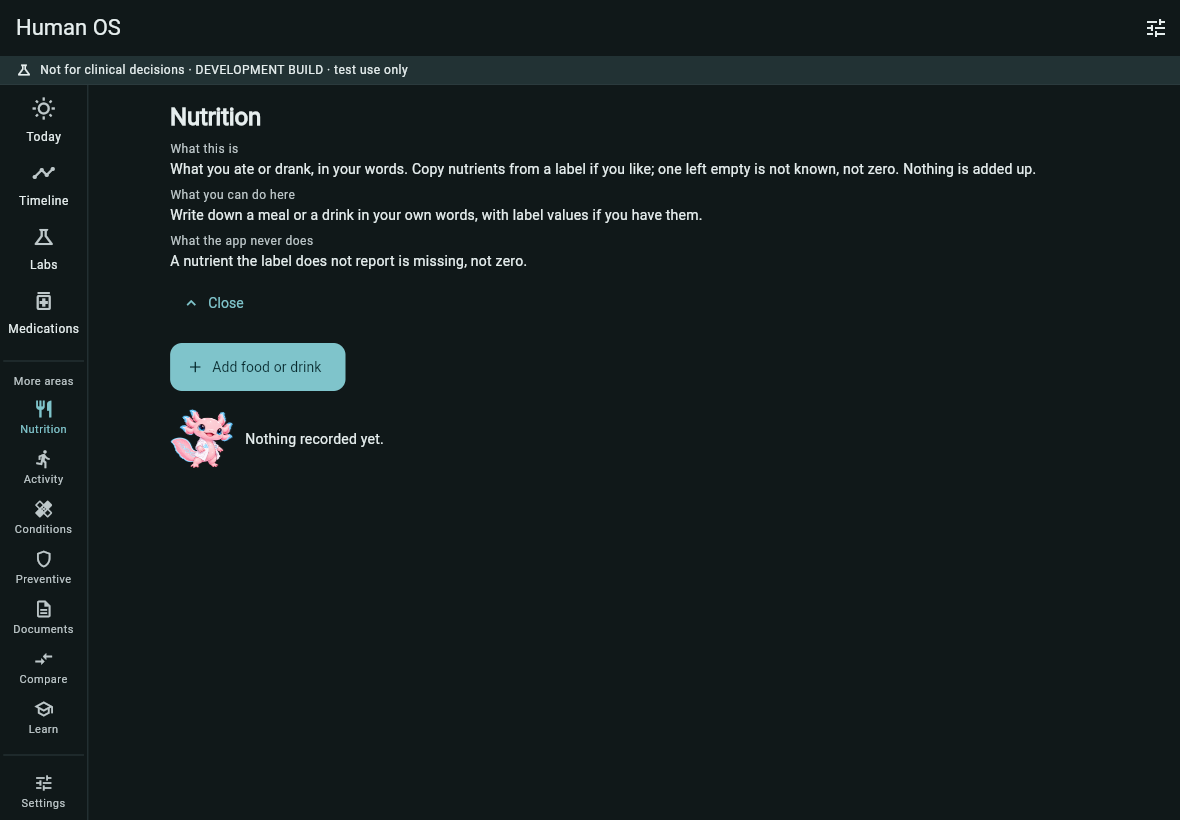 Human OS
Not for clinical decisions · DEVELOPMENT BUILD · test use only
Today
Timeline
Labs
Medications
More areas
Nutrition
Activity
Conditions
Preventive
Documents
Compare
Learn
Settings
Nutrition
What this is
What you ate or drank, in your words. Copy nutrients from a label if you like; one left empty is not known, not zero. Nothing is added up.
What you can do here
Write down a meal or a drink in your own words, with label values if you have them.
What the app never does
A nutrient the label does not report is missing, not zero.
Close
Add food or drink
Nothing recorded yet.